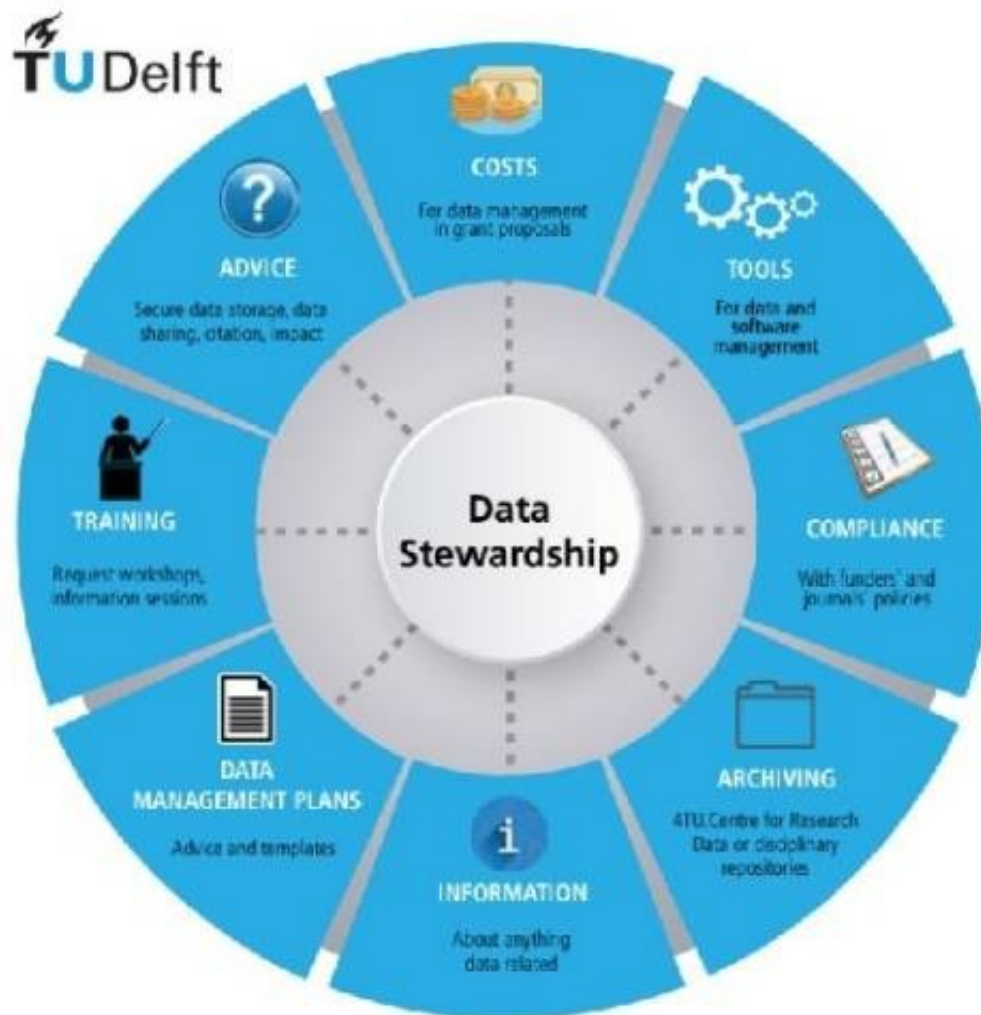 TU Delft
COSTS
For data management
in grant proposals
TOOLS
For data and
software
management
COMPLIANCE
With funders' and
journals' policies
ARCHIVING
4TU.Centre for Research
Data or disciplinary
repositories
INFORMATION
About anything
data related
DATA
MANAGEMENT PLANS
Advice and templates
TRAINING
Request workshops,
information sessions
ADVICE
Secure data storage, data
sharing, citation, impact
Data
Stewardship